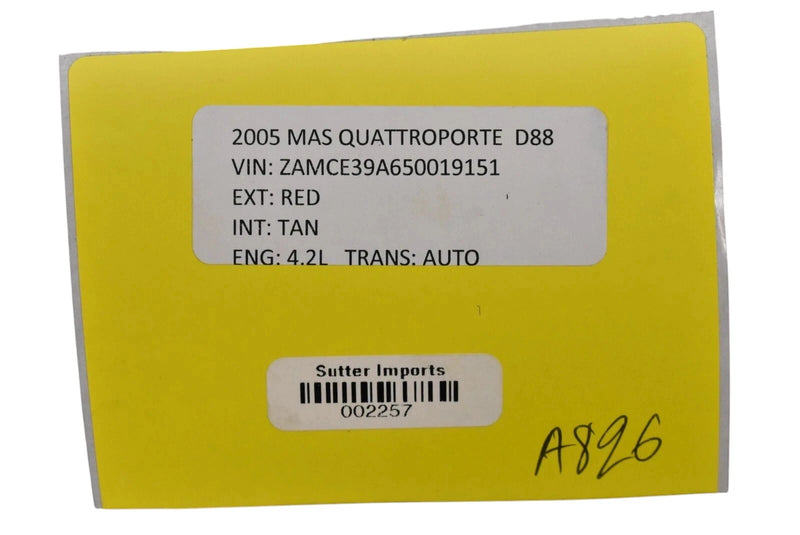 2005 MAS QUATTROPORTE D88
VIN: ZAMCE39A650019151
EXT: RED
INT: TAN
ENG: 4.2L TRANS: AUTO
Sutter Imports
002257
A826